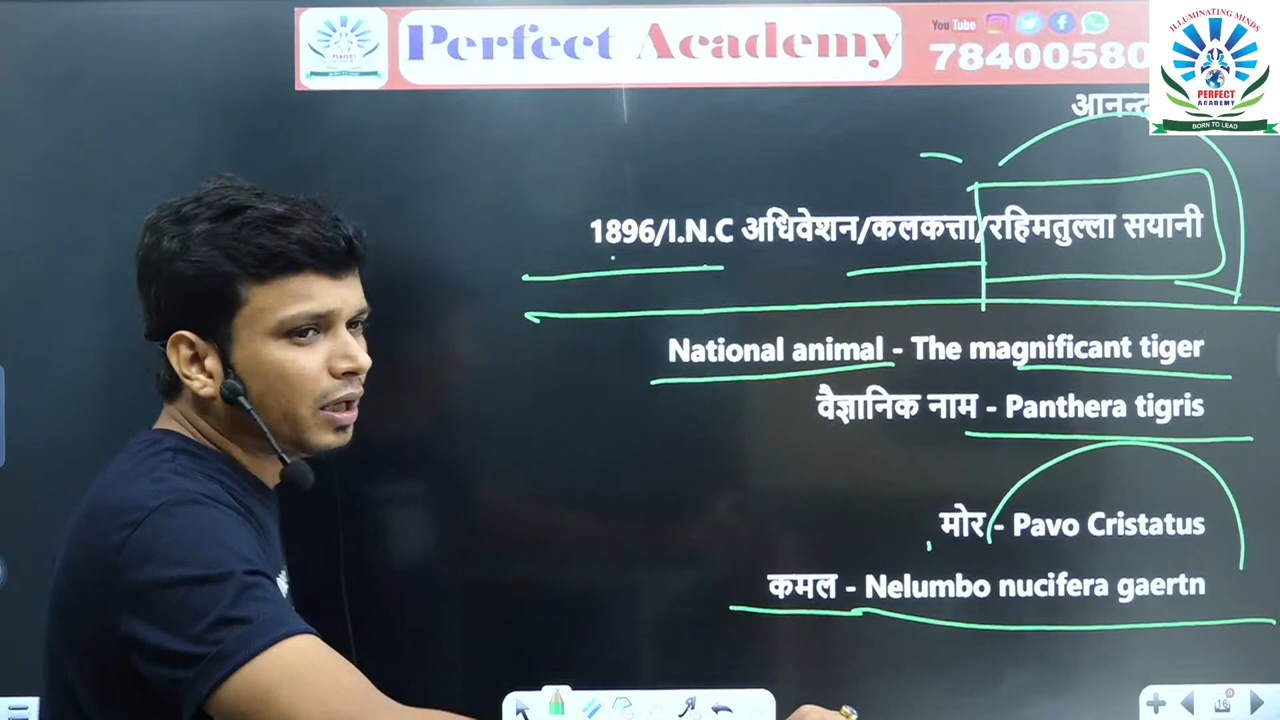 Perfect Academy
You Tube
78400580
ILLUMINATING MINDS
PERFECT
ACADEMY
BORN TO LEAD
आनन्द
1896/I.N.C अधिवेशन/कलकत्ता/रहिमतुल्ला सयानी
National animal - The magnificant tiger
वैज्ञानिक नाम - Panthera tigris
मोर - Pavo Cristatus
कमल - Nelumbo nucifera gaertn
16